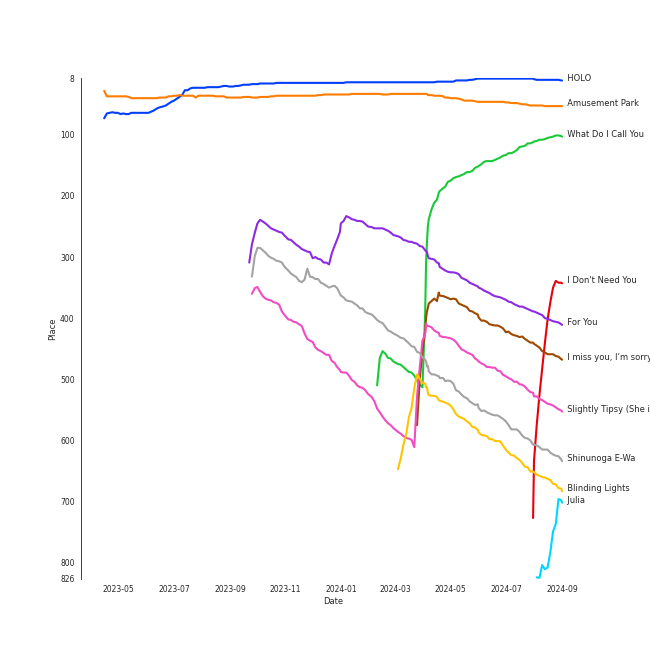 8
HOLO
Amusement Park
100
What Do I Call You
200
300
I Don't Need You
400
For You
I miss you, I'm sorry
500
Slightly Tipsy (She i
600
Shinunoga E-Wa
Blinding Lights
700
Julia
800
826
Place
2023-05 2023-07 2023-09 2023-11 2024-01 2024-03 2024-05 2024-07 2024-09
Date